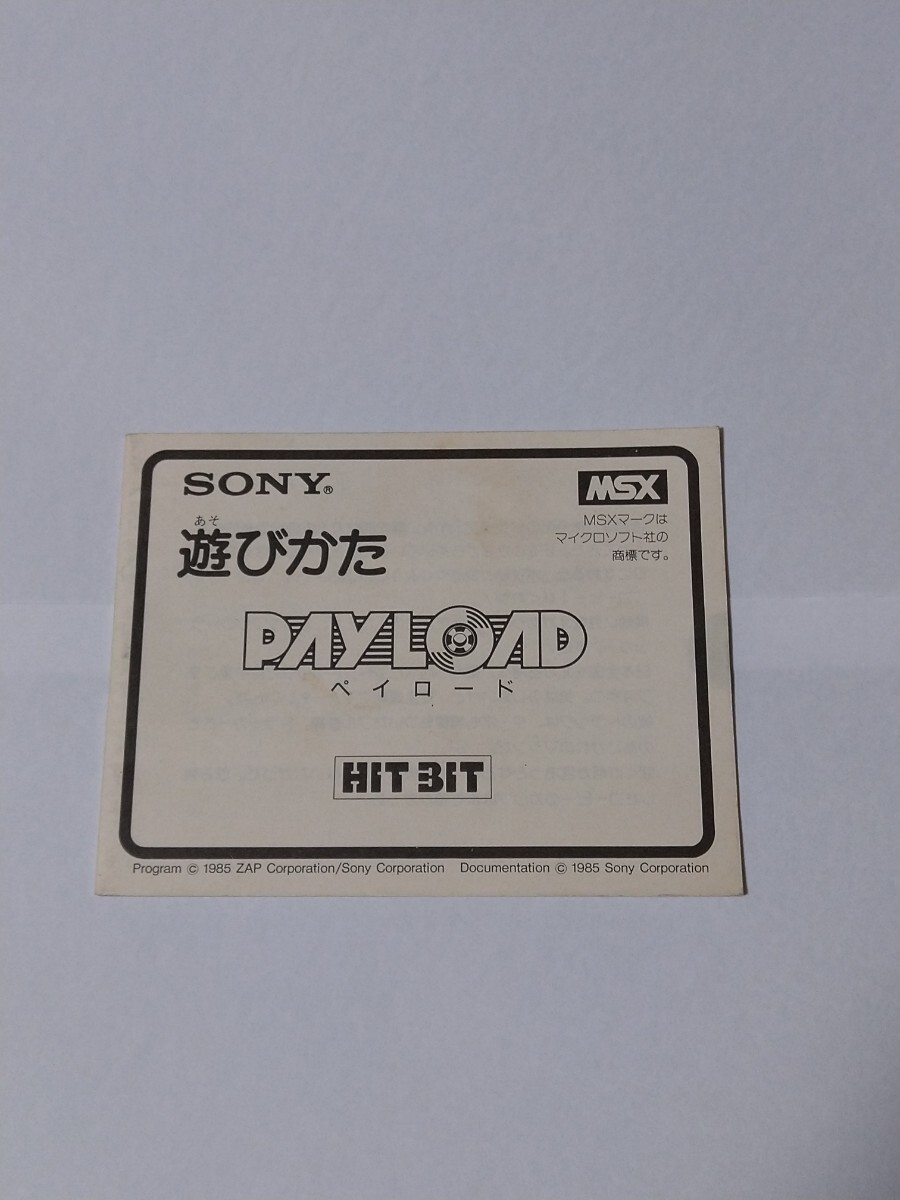 SONY®
MSX
MSXマークは
マイクロソフト社の
商標です。
あそ
遊びかた
PAYLOAD
ペイロード
HIT BIT
Program © 1985 ZAP Corporation/Sony Corporation Documentation © 1985 Sony Corporation